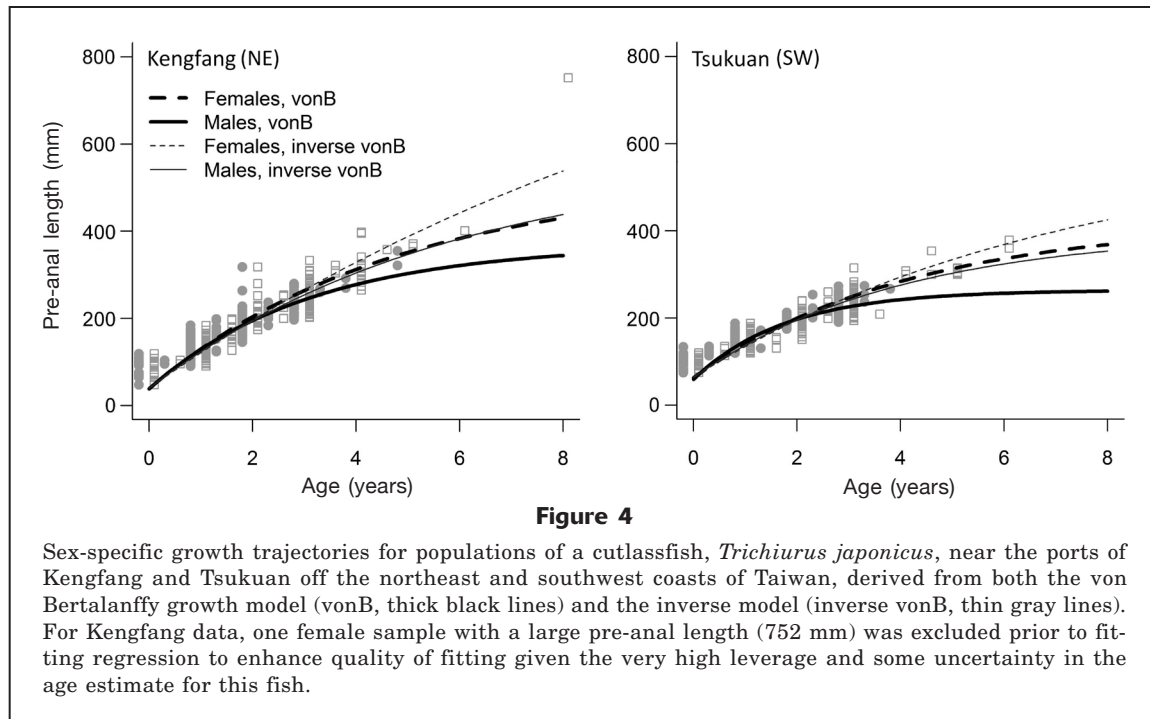 Kengfang (NE)
Females, vonB
Males, vonB
Females, inverse vonB
Males, inverse vonB
Pre-anal length (mm)
800
600
400
200
0
0 2 4 6 8
Age (years)
Tsukuan (SW)
800
600
400
200
0
0 2 4 6 8
Age (years)
Figure 4
Sex-specific growth trajectories for populations of a cutlassfish, Trichiurus japonicus, near the ports of
Kengfang and Tsukuan off the northeast and southwest coasts of Taiwan, derived from both the von
Bertalanffy growth model (vonB, thick black lines) and the inverse model (inverse vonB, thin gray lines).
For Kengfang data, one female sample with a large pre-anal length (752 mm) was excluded prior to fit-
ting regression to enhance quality of fitting given the very high leverage and some uncertainty in the
age estimate for this fish.